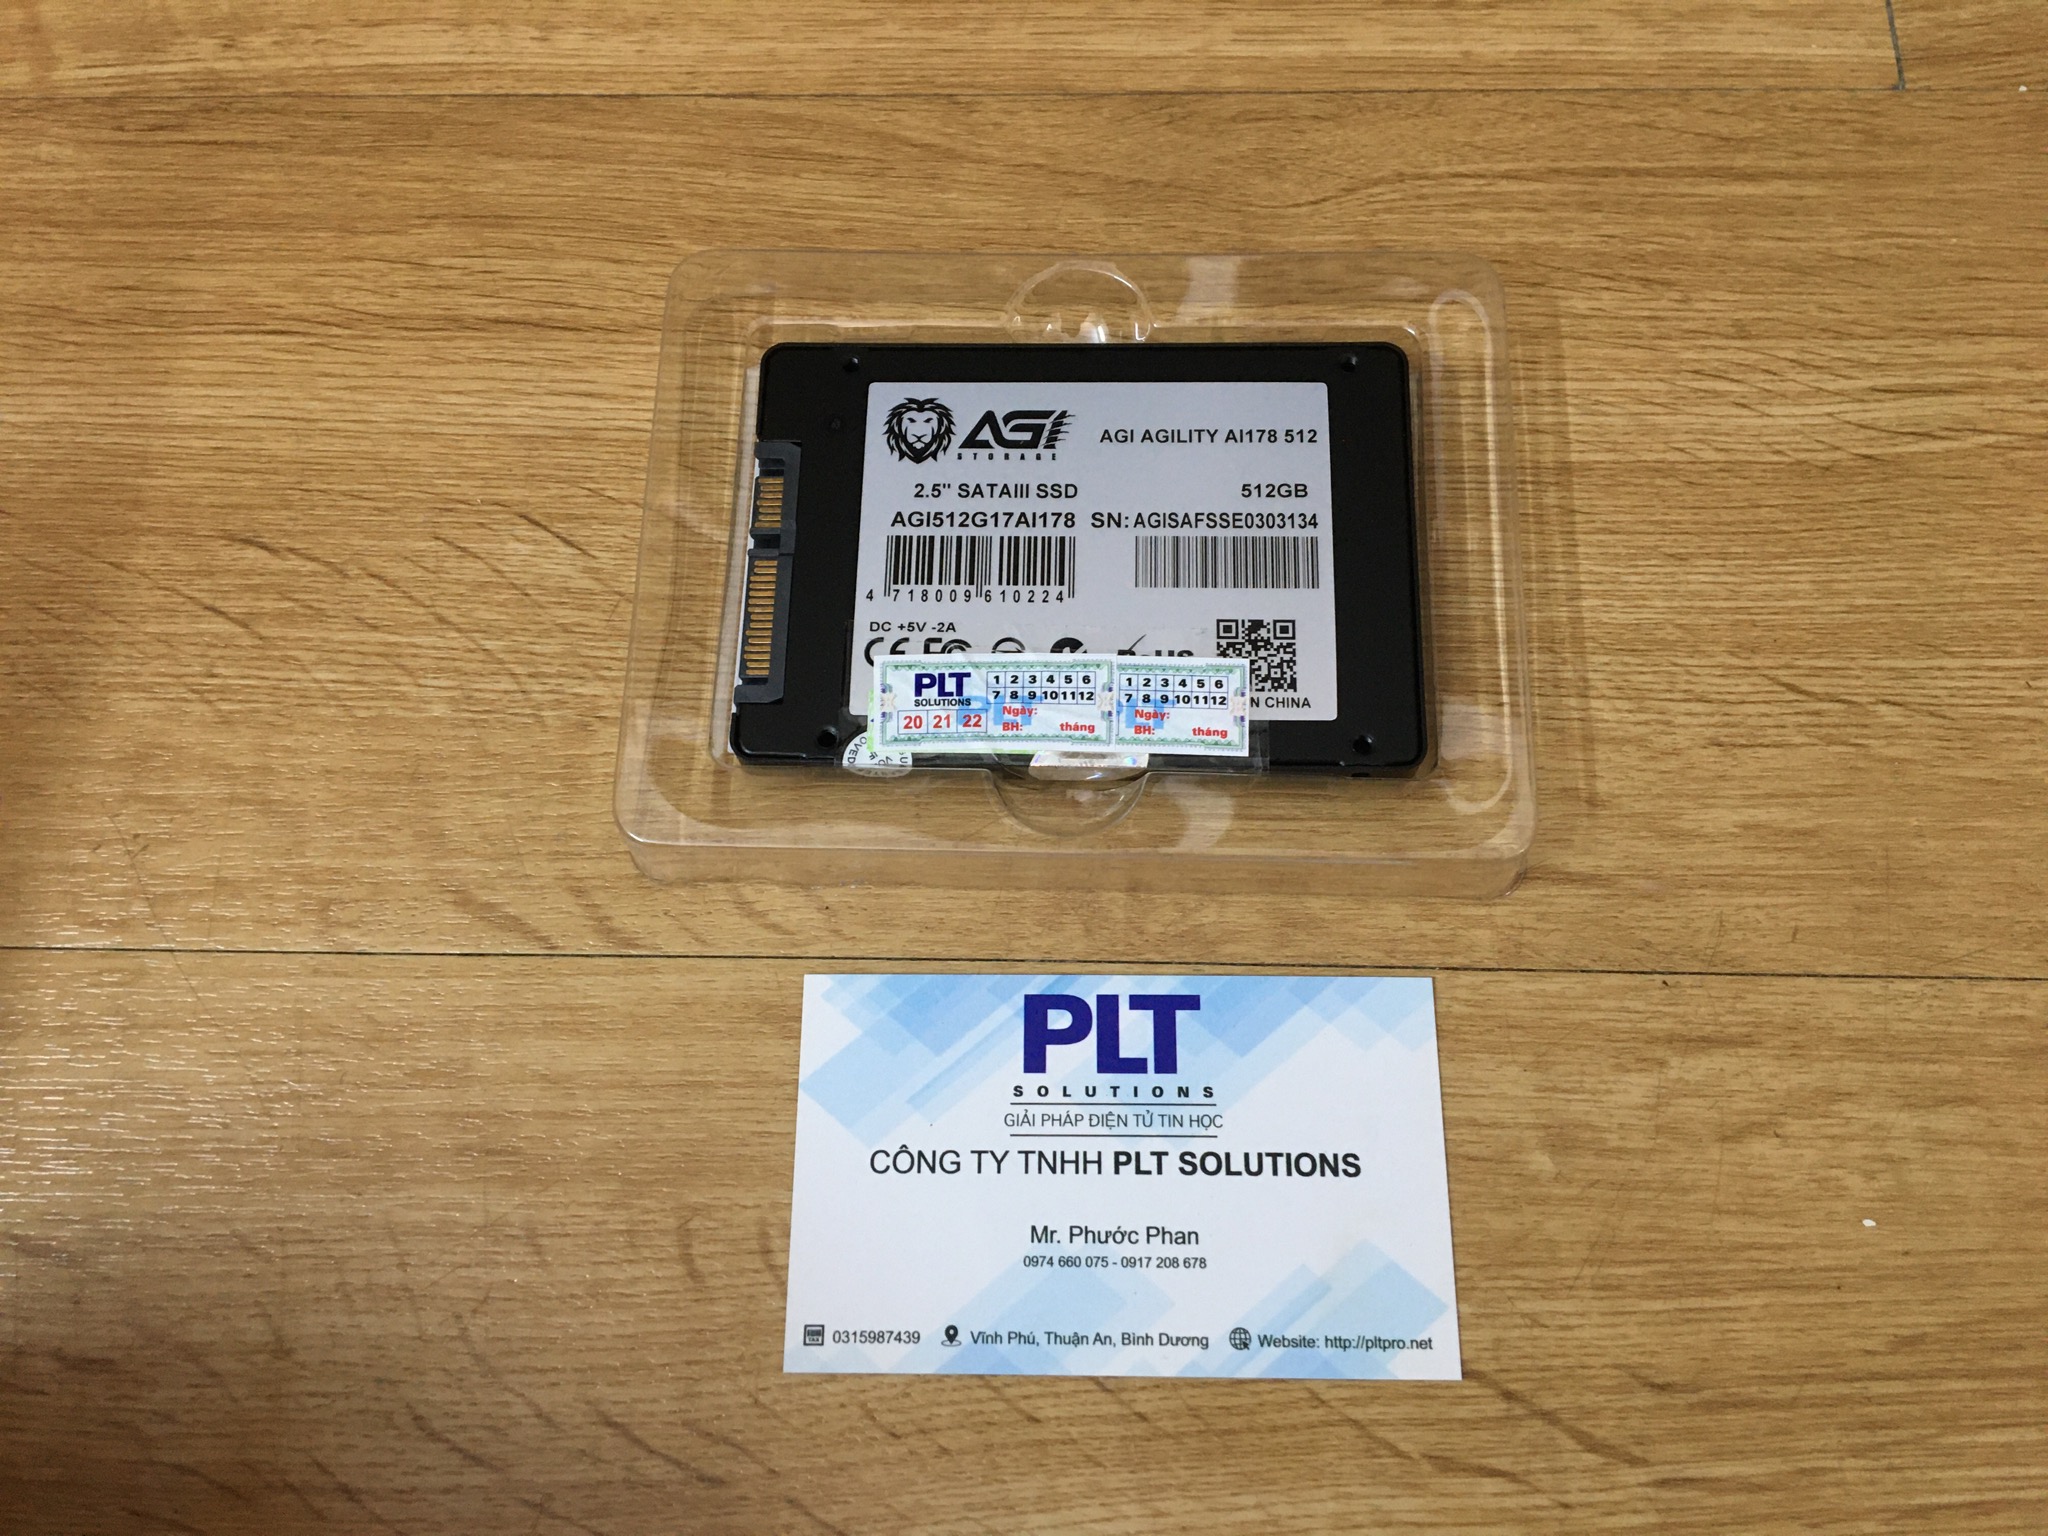 AGI
STORAGE
AGI AGILITY AI178 512
2.5" SATAIII SSD
512GB
AGI512G17AI178
SN: AGISAFSSE0303134
4 718009 610224
DC +5V -2A
CE FC
RoHS
IN CHINA
PLT
SOLUTIONS
20 21 22
1 2 3 4 5 6
7 8 9 10 11 12
Ngày:
BH: tháng
1 2 3 4 5 6
7 8 9 10 11 12
Ngày:
BH: tháng
PLT
SOLUTIONS
GIẢI PHÁP ĐIỆN TỬ TIN HỌC
CÔNG TY TNHH PLT SOLUTIONS
Mr. Phước Phan
0974 660 075 - 0917 208 678
0315987439
Vĩnh Phú, Thuận An, Bình Dương
Website: http://pltpro.net